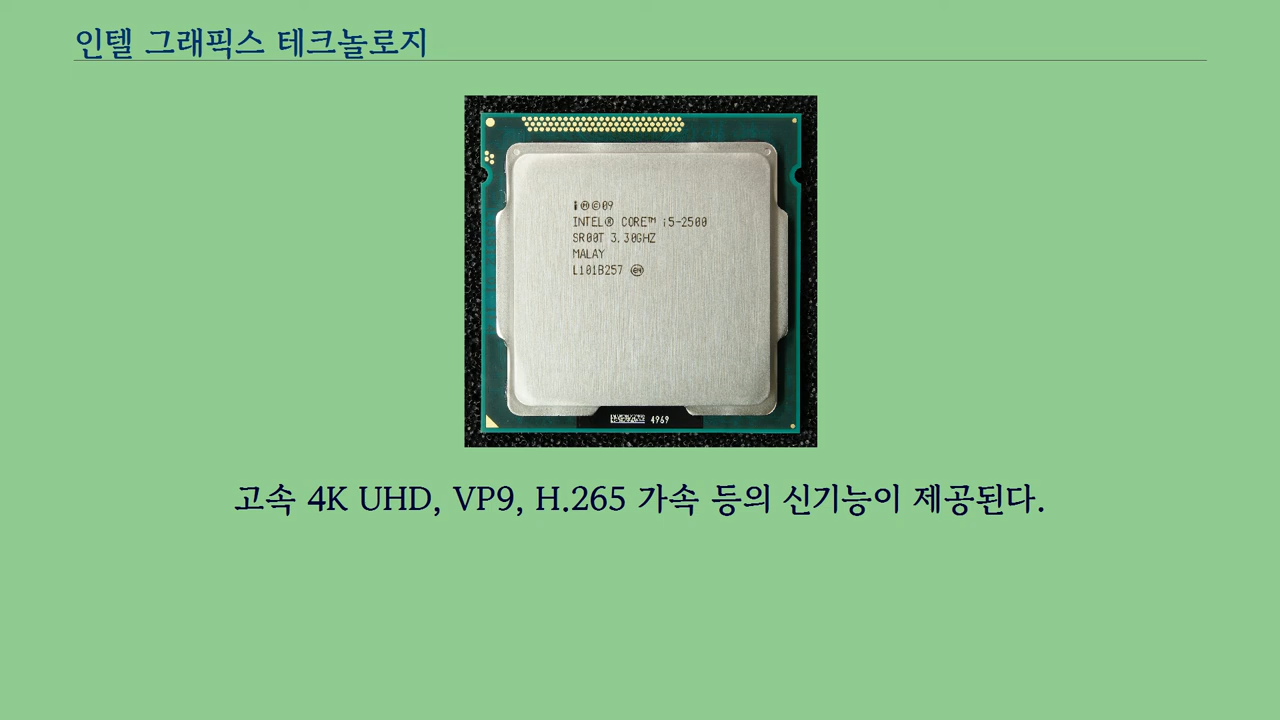 인텔 그래픽스 테크놀로지
i ⓜ©09
INTEL® CORE™ i5-2500
SR00T 3.30GHZ
MALAY
L101B257 ⓔ4
4969
고속 4K UHD, VP9, H.265 가속 등의 신기능이 제공된다.